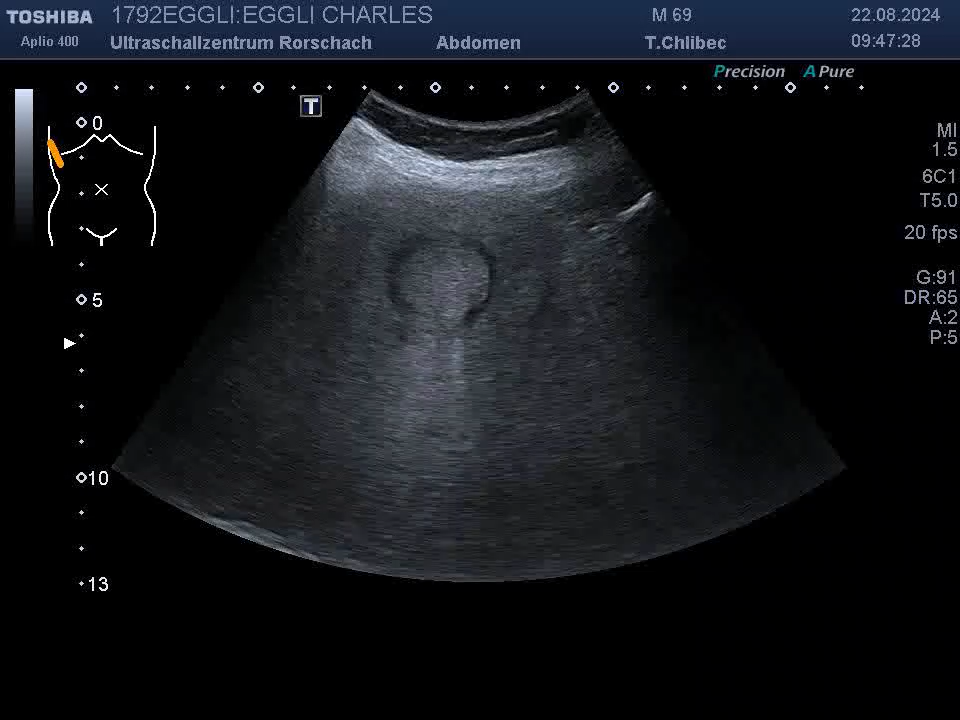 TOSHIBA 1792EGGLI:EGGLI CHARLES M 69 22.08.2024
Aplio 400 Ultraschallzentrum Rorschach Abdomen T.Chlibec 09:47:28
Precision A Pure
T
0
MI
1.5
6C1
T5.0
20 fps
G:91
5
DR:65
A:2
P:5
10
13